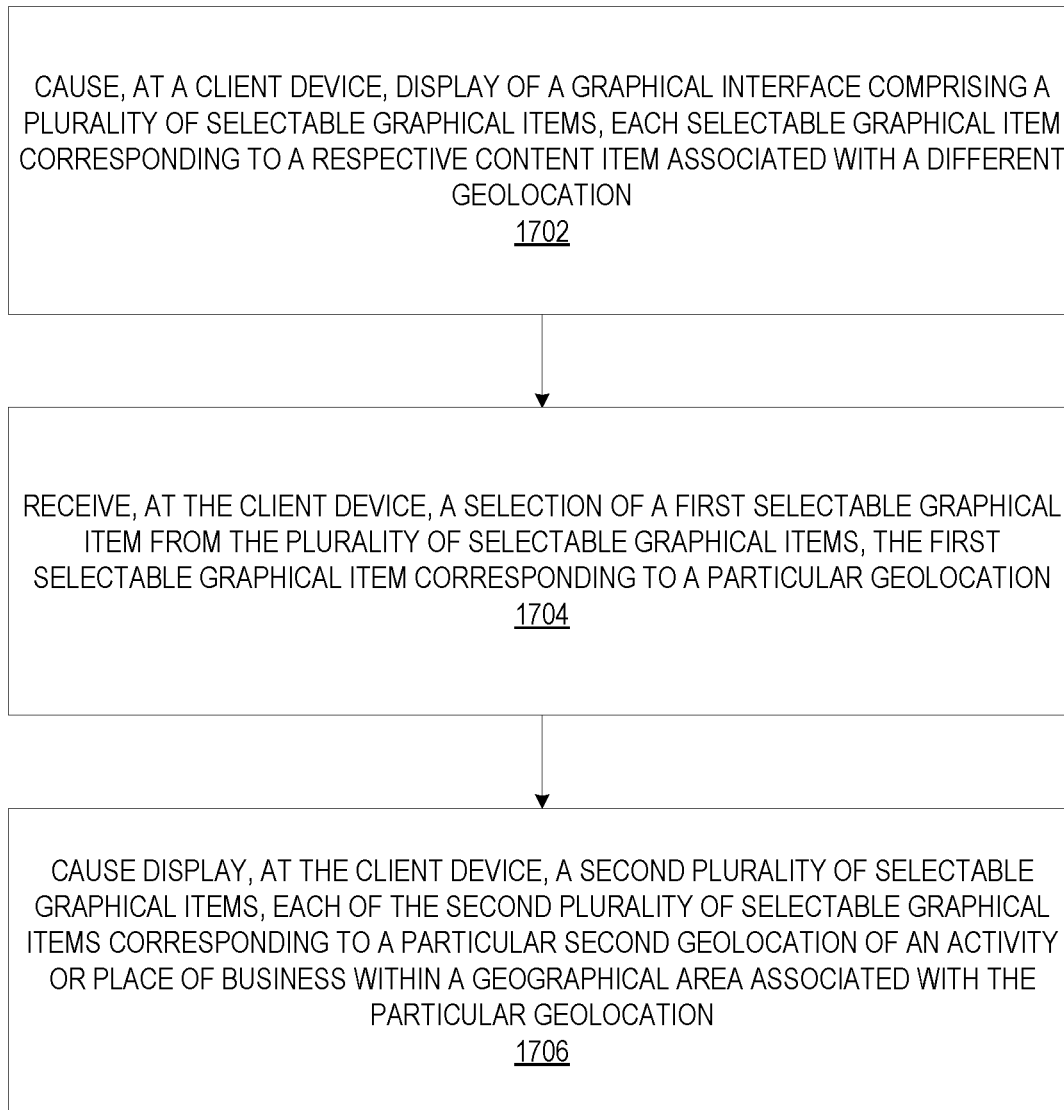 CAUSE, AT A CLIENT DEVICE, DISPLAY OF A GRAPHICAL INTERFACE COMPRISING A
PLURALITY OF SELECTABLE GRAPHICAL ITEMS, EACH SELECTABLE GRAPHICAL ITEM
CORRESPONDING TO A RESPECTIVE CONTENT ITEM ASSOCIATED WITH A DIFFERENT
GEOLOCATION
1702
RECEIVE, AT THE CLIENT DEVICE, A SELECTION OF A FIRST SELECTABLE GRAPHICAL
ITEM FROM THE PLURALITY OF SELECTABLE GRAPHICAL ITEMS, THE FIRST
SELECTABLE GRAPHICAL ITEM CORRESPONDING TO A PARTICULAR GEOLOCATION
1704
CAUSE DISPLAY, AT THE CLIENT DEVICE, A SECOND PLURALITY OF SELECTABLE
GRAPHICAL ITEMS, EACH OF THE SECOND PLURALITY OF SELECTABLE GRAPHICAL
ITEMS CORRESPONDING TO A PARTICULAR SECOND GEOLOCATION OF AN ACTIVITY
OR PLACE OF BUSINESS WITHIN A GEOGRAPHICAL AREA ASSOCIATED WITH THE
PARTICULAR GEOLOCATION
1706